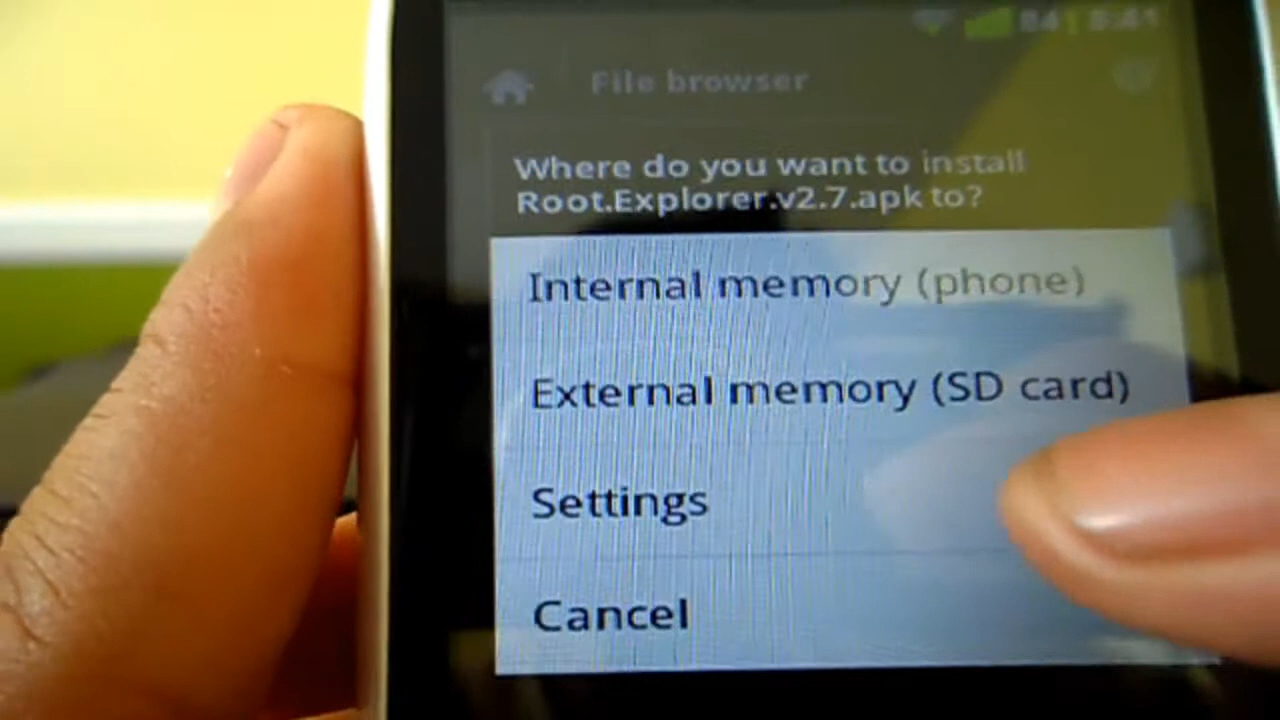 84
File browser
Where do you want to install
Root.Explorer.v2.7.apk to?
Internal memory (phone)
External memory (SD card)
Settings
Cancel